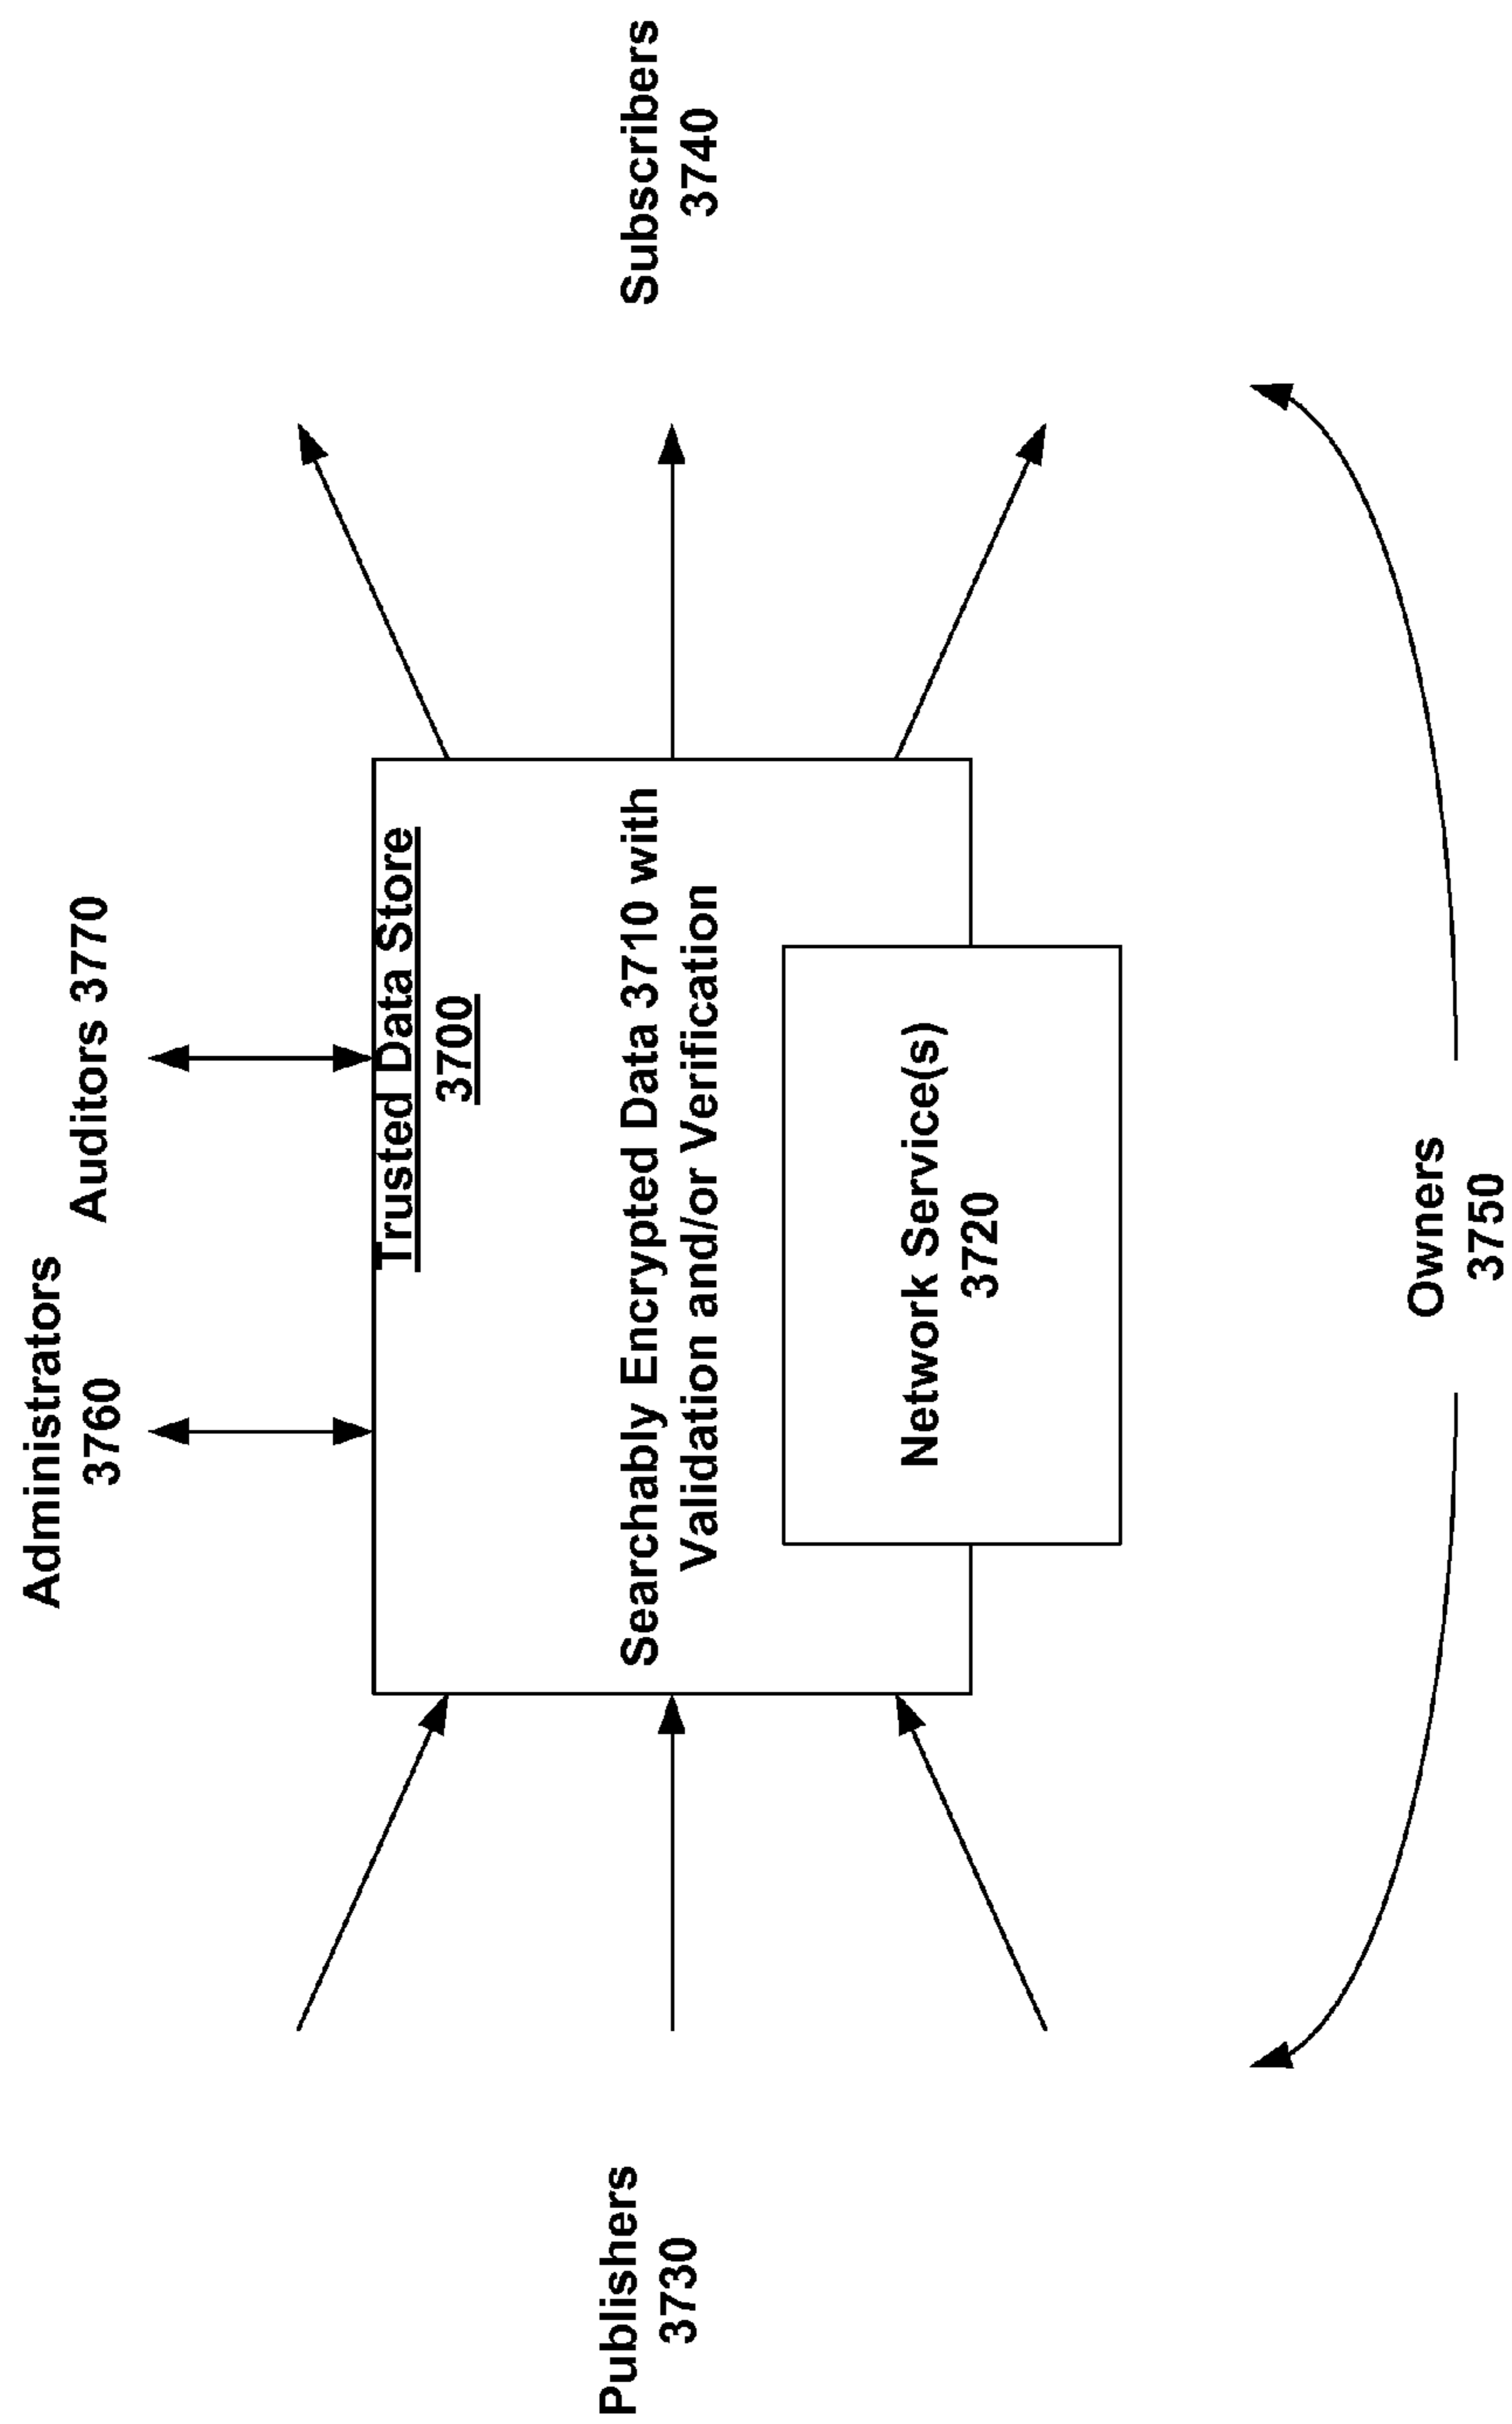 Administrators
3760
Auditors 3770
Trusted Data Store
3700
Publishers
3730
Searchably Encrypted Data 3710 with
Validation and/or Verification
Subscribers
3740
Network Service(s)
3720
Owners
3750